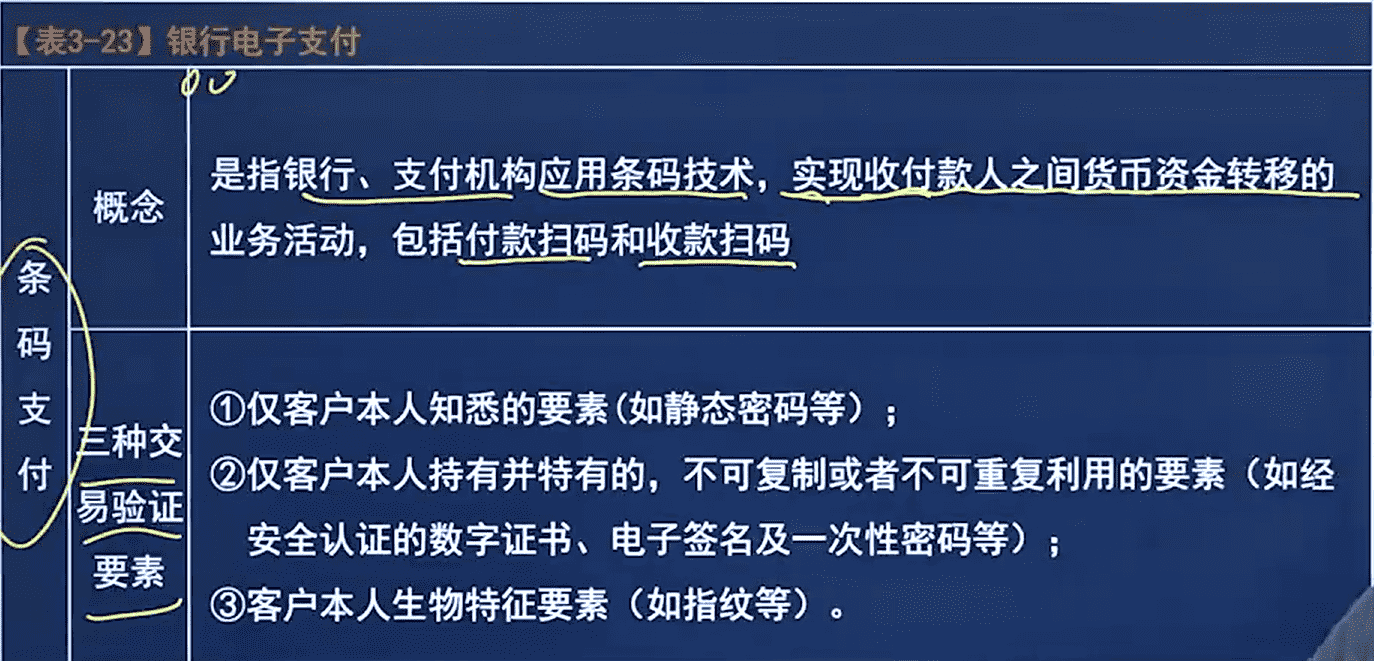 【表3-23】银行电子支付
条码支付
概念
是指银行、支付机构应用条码技术，实现收付款人之间货币资金转移的
业务活动，包括付款扫码和收款扫码
三种交
易验证
要素
①仅客户本人知悉的要素(如静态密码等）；
②仅客户本人持有并特有的，不可复制或者不可重复利用的要素（如经
安全认证的数字证书、电子签名及一次性密码等）；
③客户本人生物特征要素（如指纹等）。